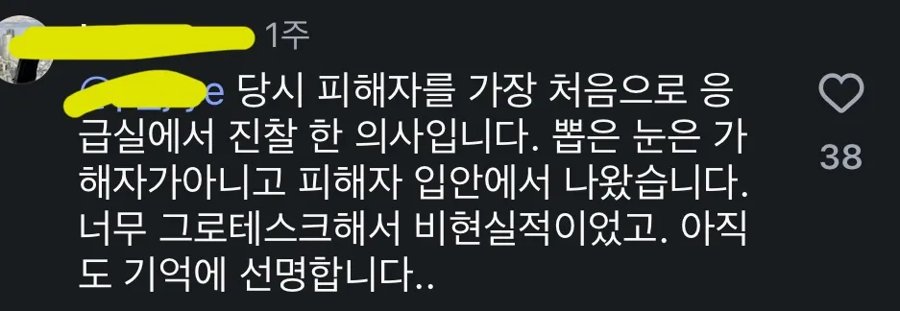 1주
당시 피해자를 가장 처음으로 응
급실에서 진찰 한 의사입니다. 뽑은 눈은 가
해자가아니고 피해자 입안에서 나왔습니다.
너무 그로테스크해서 비현실적이었고. 아직
도 기억에 선명합니다..
38